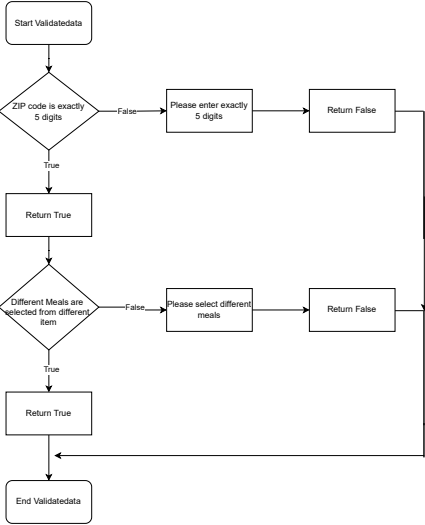 Start Validatedata
ZIP code is exactly
5 digits
False
Please enter exactly
5 digits
Return False
True
Return True
Different Meals are
selected from different
item
False
Please select different
meals
Return False
True
Return True
End Validatedata